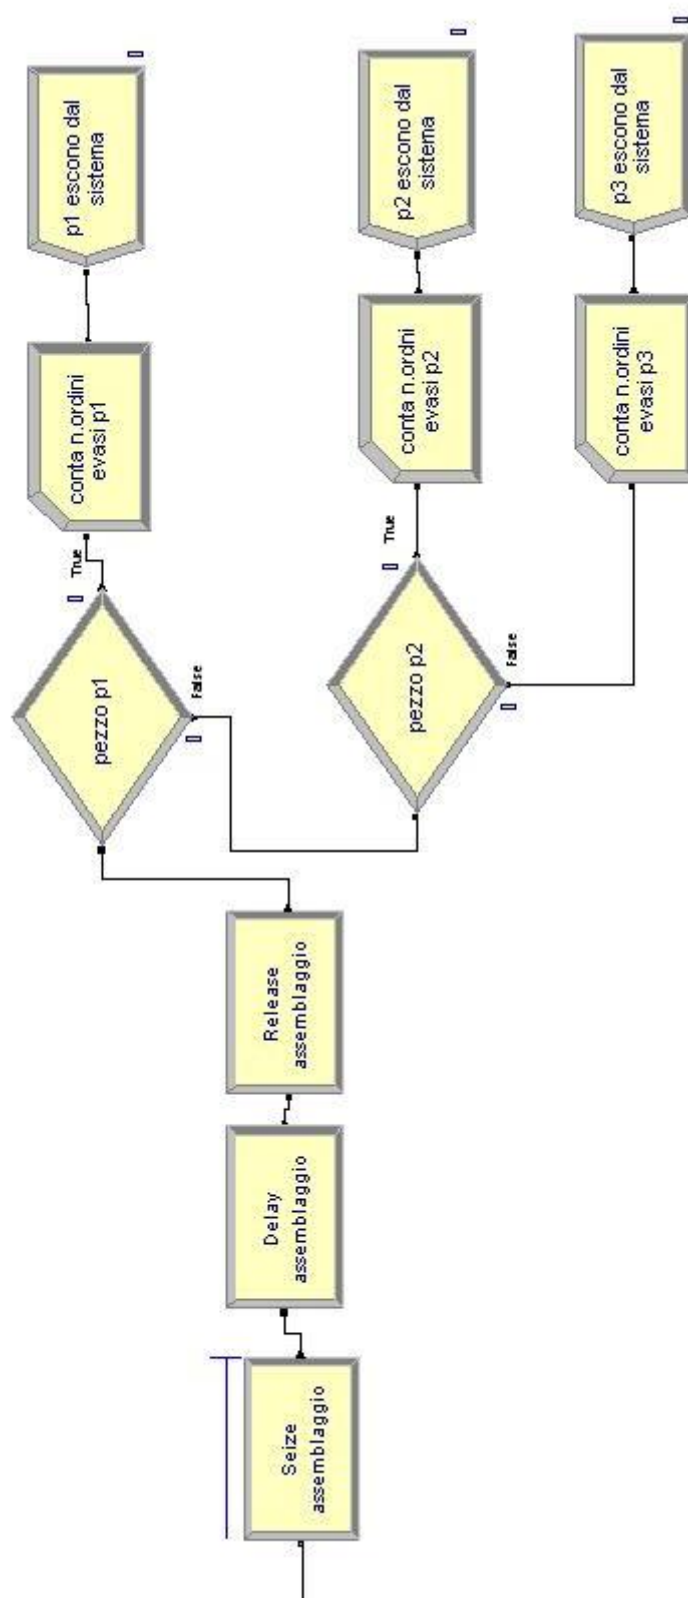 Seize
assemblaggio
Delay
assemblaggio
Release
assemblaggio
pezzo p1
True
False
conta n.ordini
evasi p1
p1 escono dal
sistema
pezzo p2
True
False
conta n.ordni
evasi p2
p2 escono dal
sistema
conta n.ordini
evasi p3
p3 escono dal
sistema